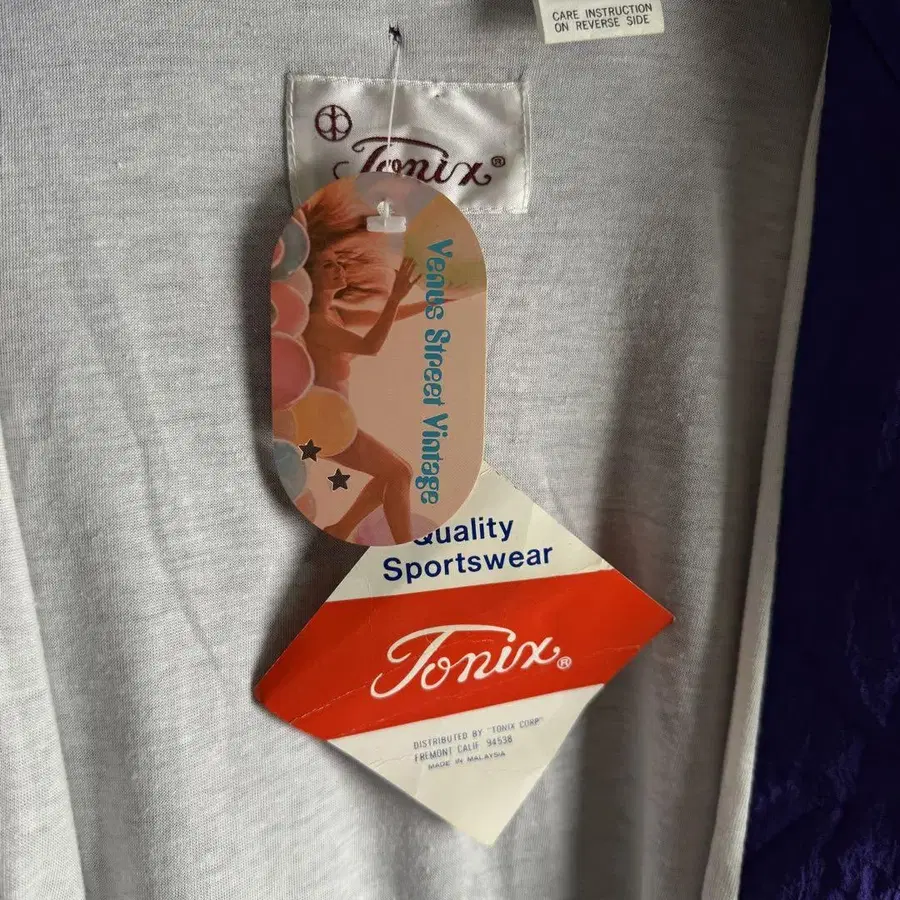 CARE INSTRUCTION
ON REVERSE SIDE
Tonix®
Venus Street Vintage
Quality
Sportswear
Tonix®
DISTRIBUTED BY "TONIX CORP"
FREMONT CALIF 94538
MADE IN MALAYSIA